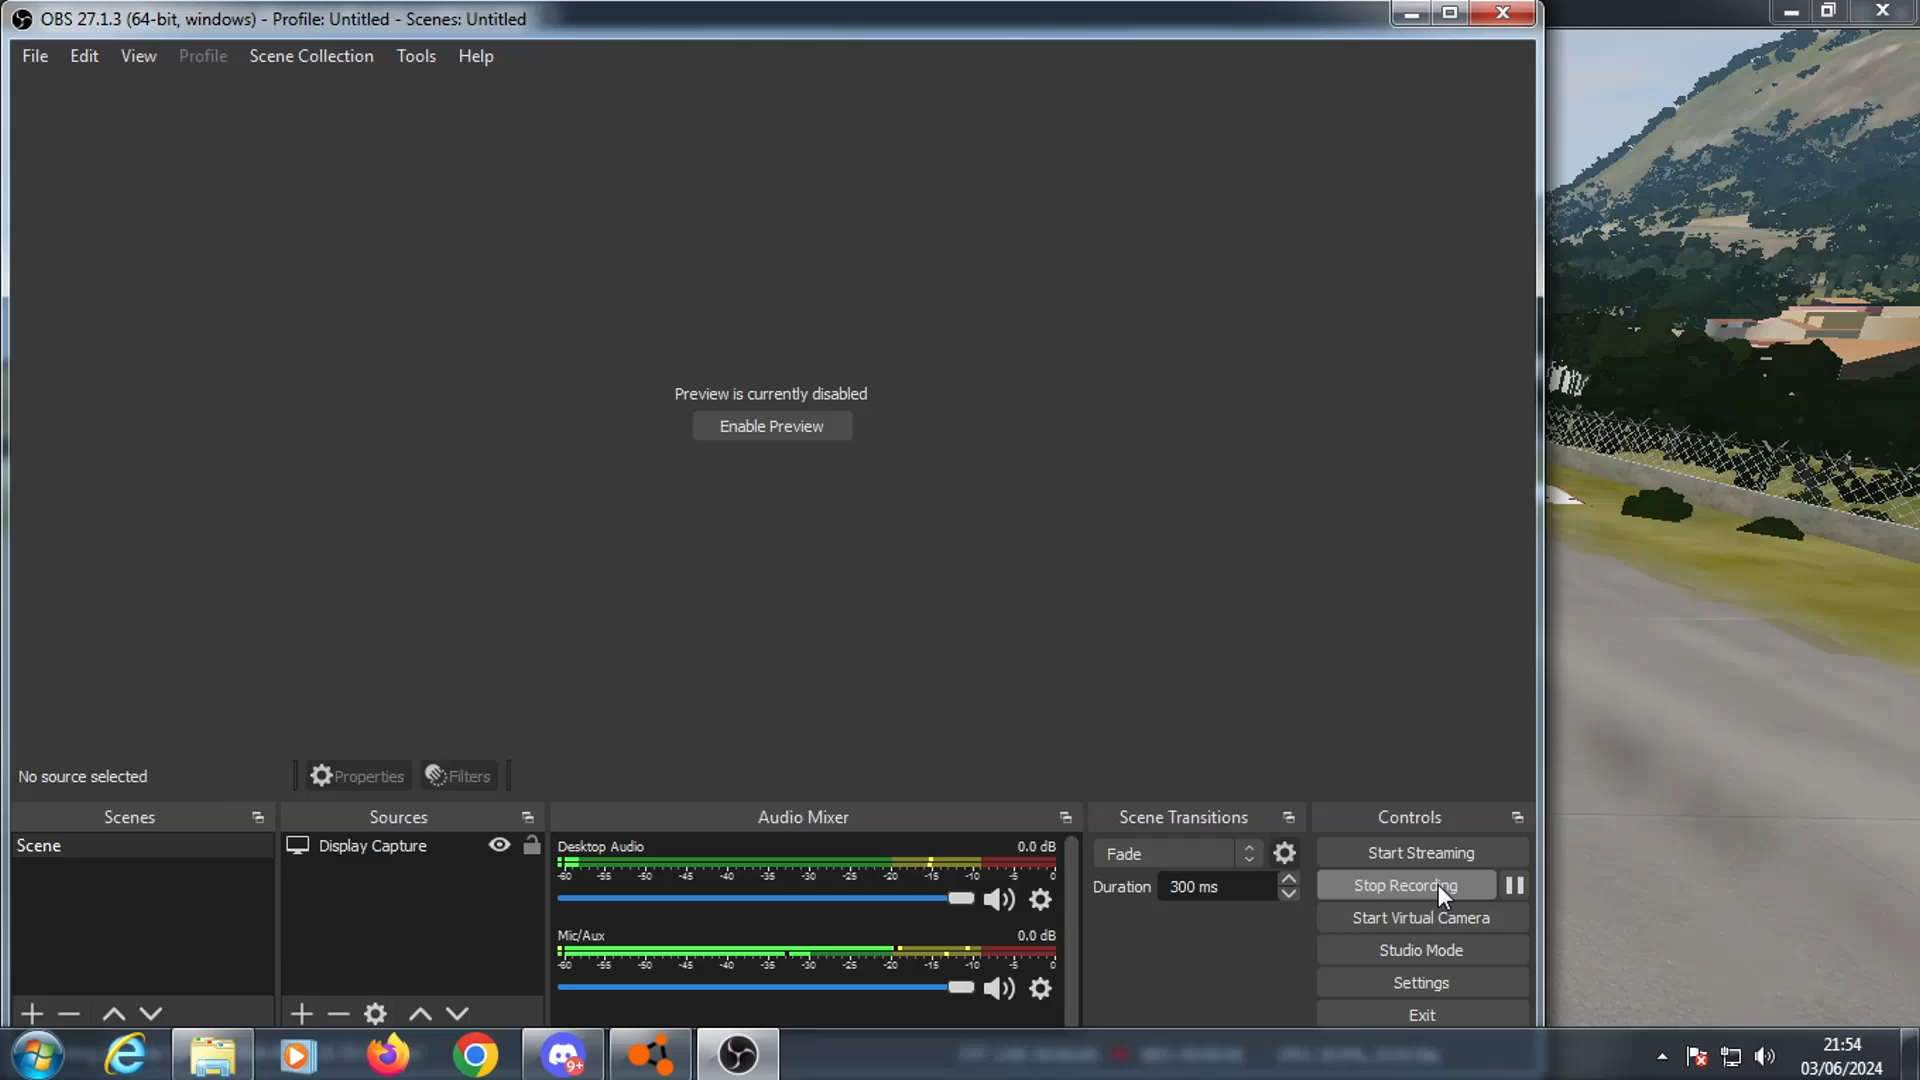 OBS 27.1.3 (64-bit, windows) - Profile: Untitled - Scenes: Untitled
File Edit View Profile Scene Collection Tools Help
Preview is currently disabled
Enable Preview
No source selected
Properties
Filters
Scenes
Scene
Sources
Display Capture
Audio Mixer
Desktop Audio 0.0 dB
-60 -55 -50 -45 -40 -35 -30 -25 -20 -15 -10 -5 0
Mic/Aux 0.0 dB
-60 -55 -50 -45 -40 -35 -30 -25 -20 -15 -10 -5 0
Scene Transitions
Fade
Duration 300 ms
Controls
Start Streaming
Stop Recording
Start Virtual Camera
Studio Mode
Settings
Exit
9+
21:54
03/06/2024